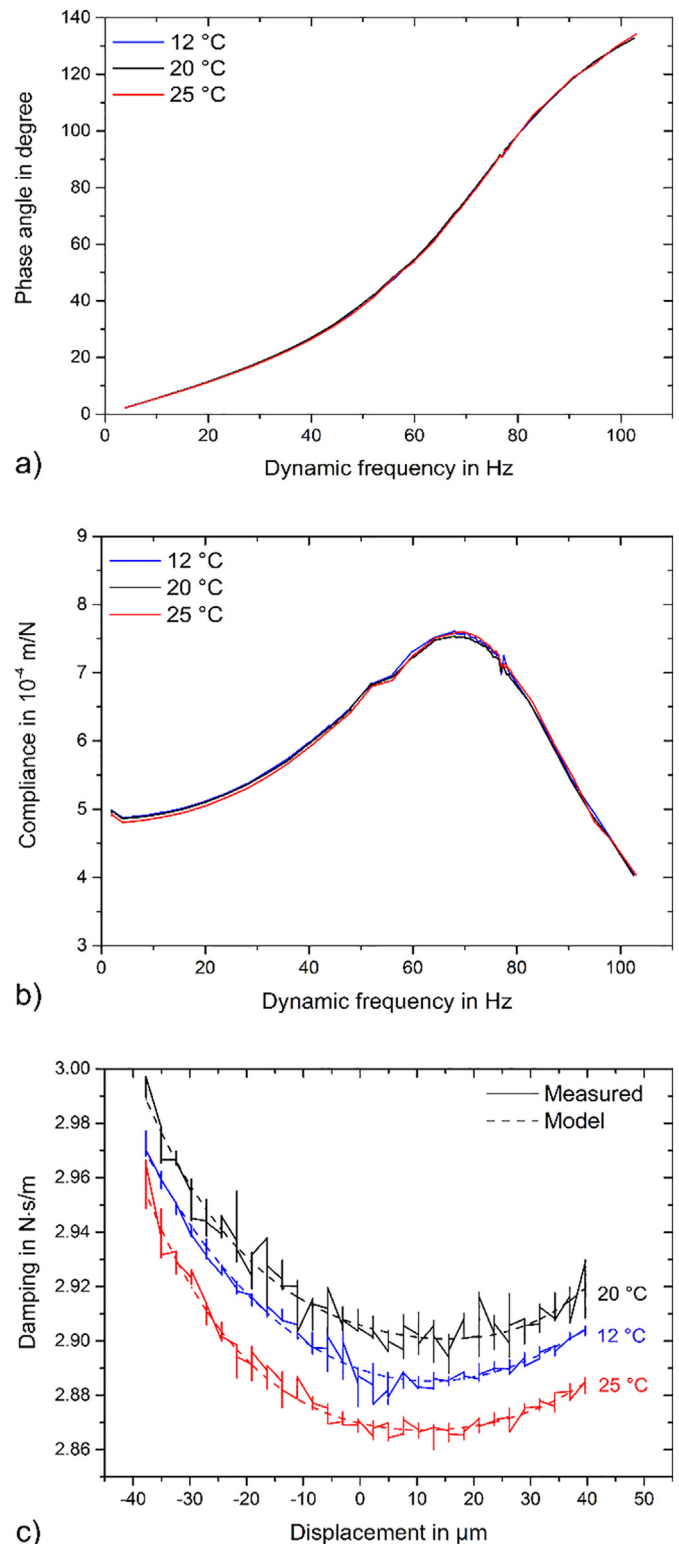 140
120
100
80
60
40
20
0
12 °C
20 °C
25 °C
Phase angle in degree
0 20 40 60 80 100
Dynamic frequency in Hz
a)
9
8
7
6
5
4
3
12 °C
20 °C
25 °C
Compliance in 10⁻⁴ m/N
0 20 40 60 80 100
Dynamic frequency in Hz
b)
3.00
2.98
2.96
2.94
2.92
2.90
2.88
2.86
Measured
Model
20 °C
12 °C
25 °C
Damping in N·s/m
-40 -30 -20 -10 0 10 20 30 40 50
Displacement in µm
c)